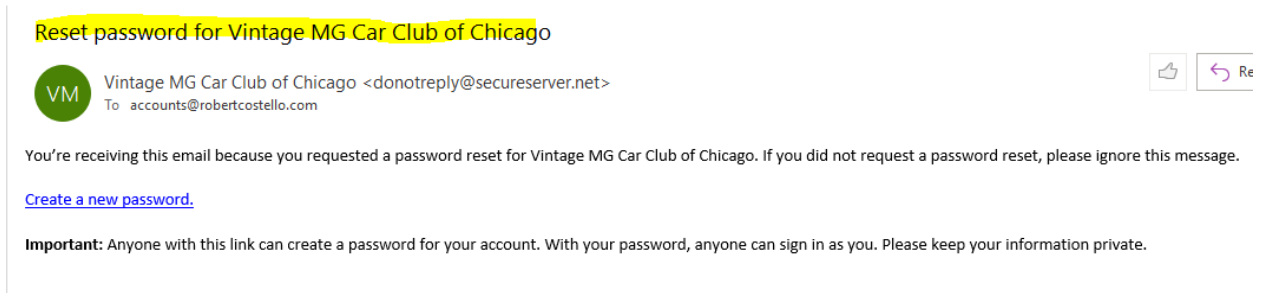 Reset password for Vintage MG Car Club of Chicago
VM
Vintage MG Car Club of Chicago <donotreply@secureserver.net>
To accounts@robertcostello.com
Re
You’re receiving this email because you requested a password reset for Vintage MG Car Club of Chicago. If you did not request a password reset, please ignore this message.
Create a new password.
Important: Anyone with this link can create a password for your account. With your password, anyone can sign in as you. Please keep your information private.